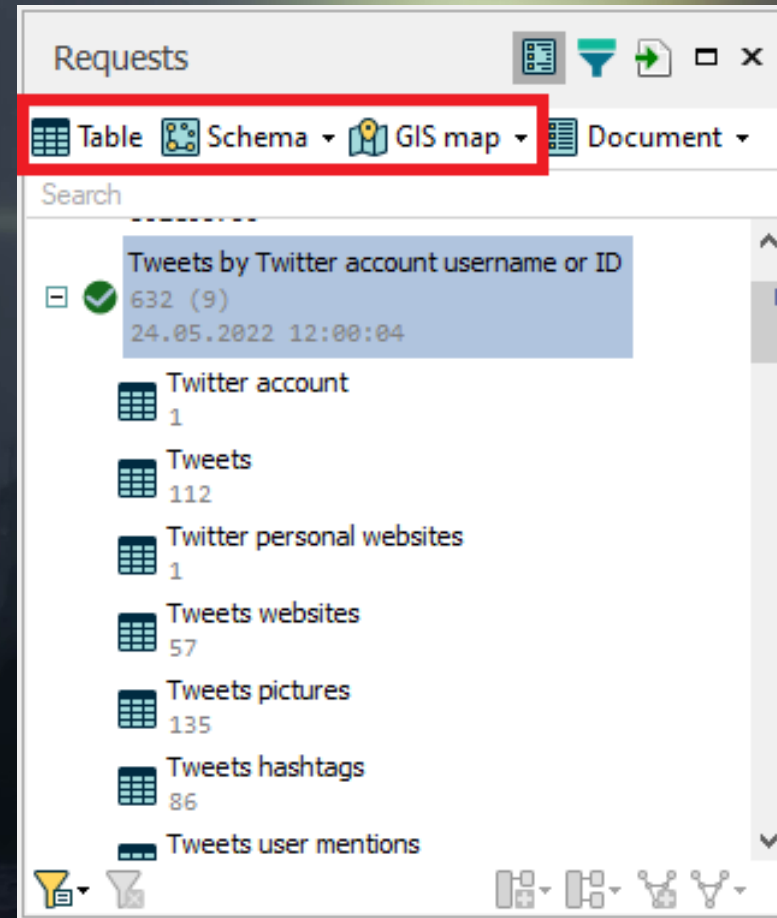 Requests
Table Schema GIS map Document
Search
Tweets by Twitter account username or ID
632 (9)
24.05.2022 12:00:04
Twitter account
1
Tweets
112
Twitter personal websites
1
Tweets websites
57
Tweets pictures
135
Tweets hashtags
86
Tweets user mentions